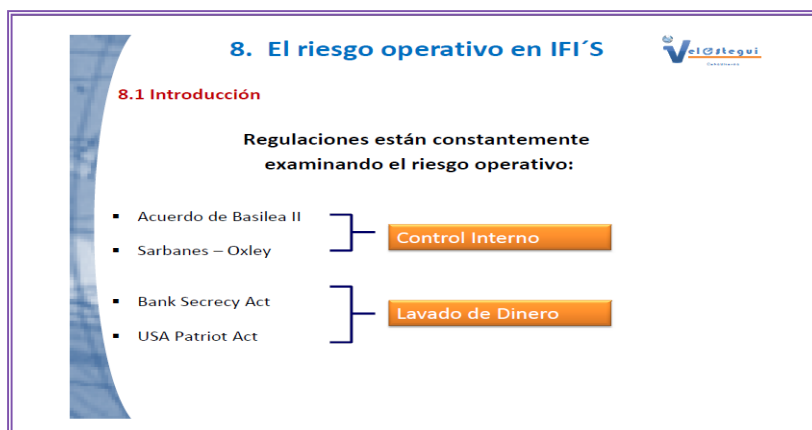 8. El riesgo operativo en IFI´S
Velástegui
8.1 Introducción
Regulaciones están constantemente
examinando el riesgo operativo:
▪ Acuerdo de Basilea II
▪ Sarbanes – Oxley
Control Interno
▪ Bank Secrecy Act
▪ USA Patriot Act
Lavado de Dinero